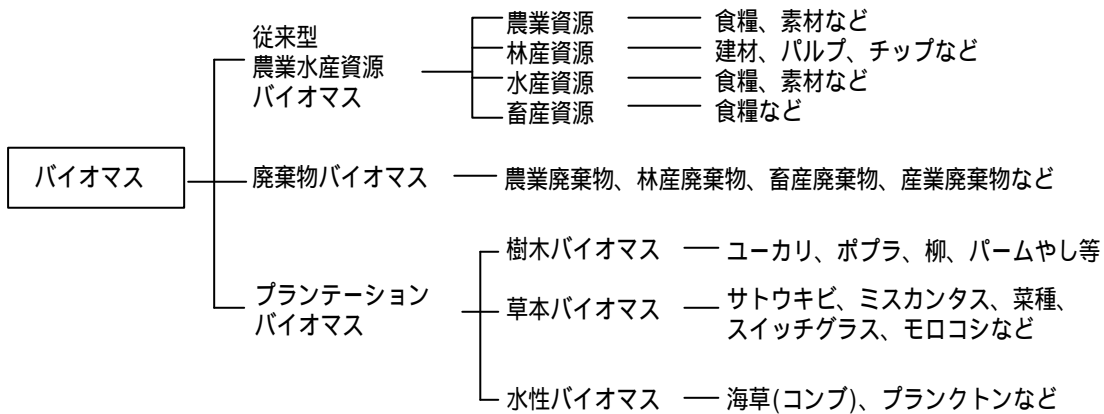 バイオマス
従来型
農業水産資源
バイオマス
農業資源 食糧、素材など
林産資源 建材、パルプ、チップなど
水産資源 食糧、素材など
畜産資源 食糧など
廃棄物バイオマス 農業廃棄物、林産廃棄物、畜産廃棄物、産業廃棄物など
プランテーション
バイオマス
樹木バイオマス ユーカリ、ポプラ、柳、パームやし等
草本バイオマス サトウキビ、ミスカンタス、菜種、
スイッチグラス、モロコシなど
水性バイオマス 海草(コンブ)、プランクトンなど